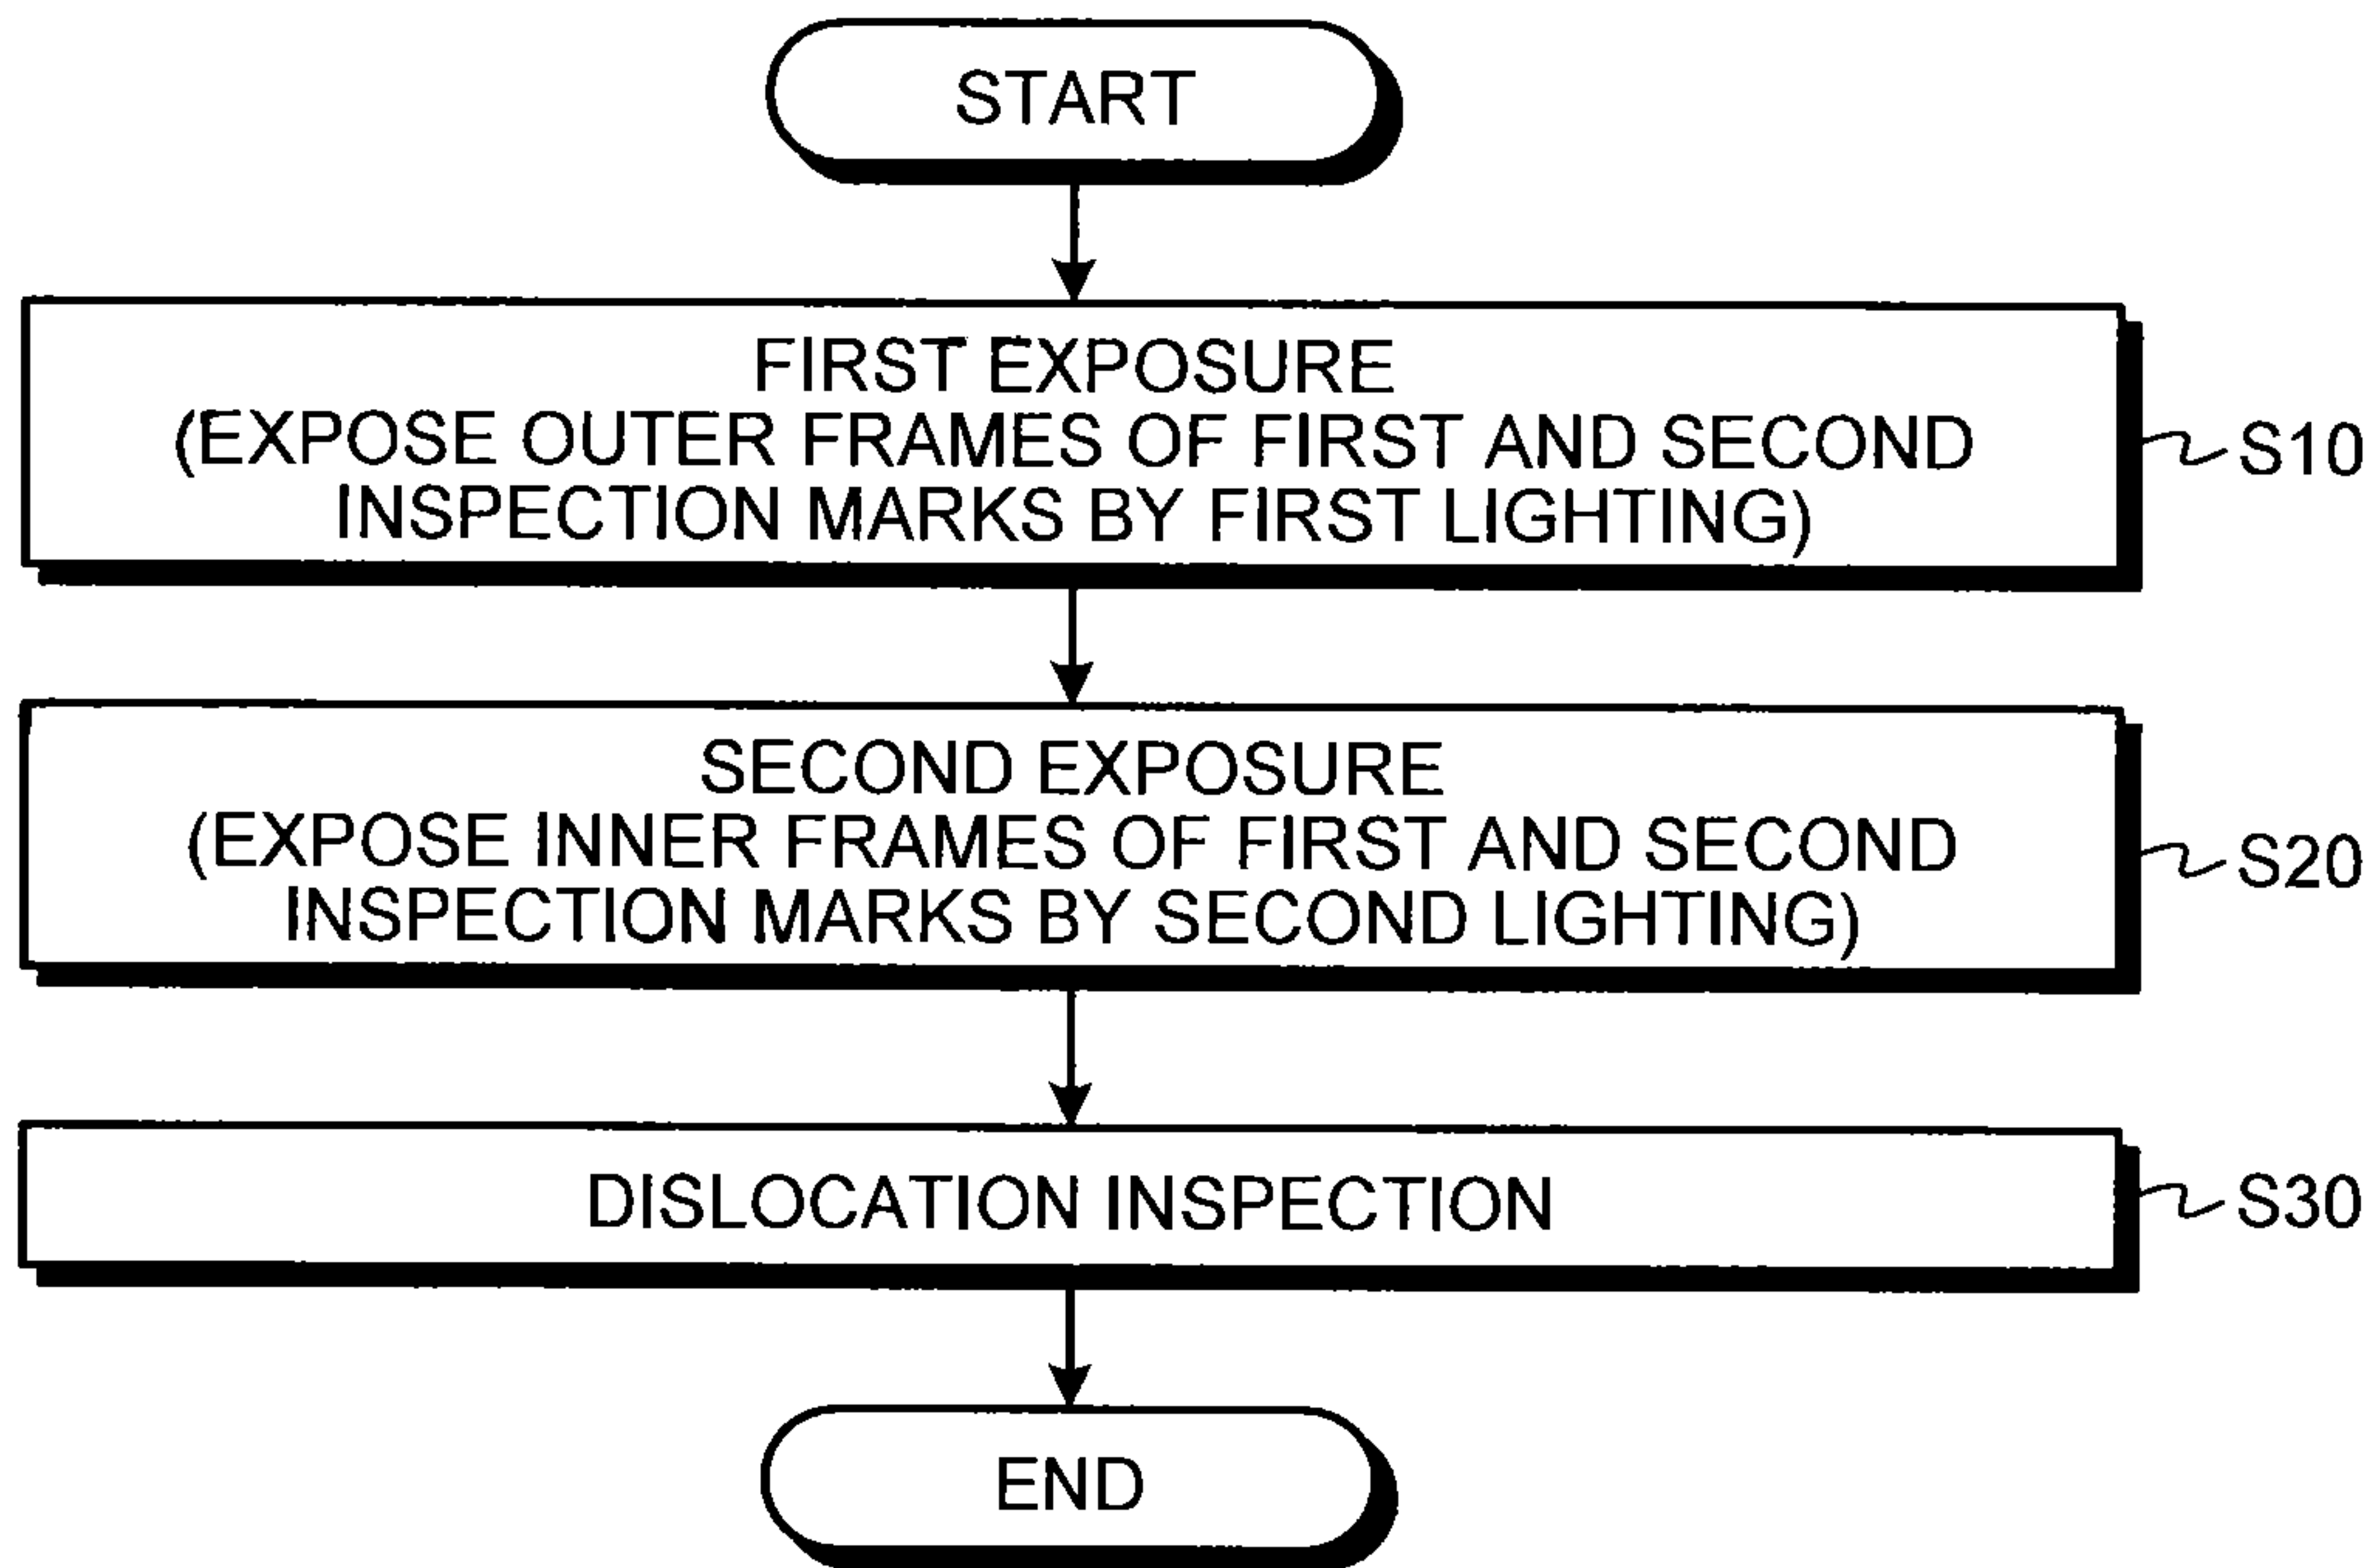 START
FIRST EXPOSURE
(EXPOSE OUTER FRAMES OF FIRST AND SECOND
INSPECTION MARKS BY FIRST LIGHTING)
S10
SECOND EXPOSURE
(EXPOSE INNER FRAMES OF FIRST AND SECOND
INSPECTION MARKS BY SECOND LIGHTING)
S20
DISLOCATION INSPECTION
S30
END